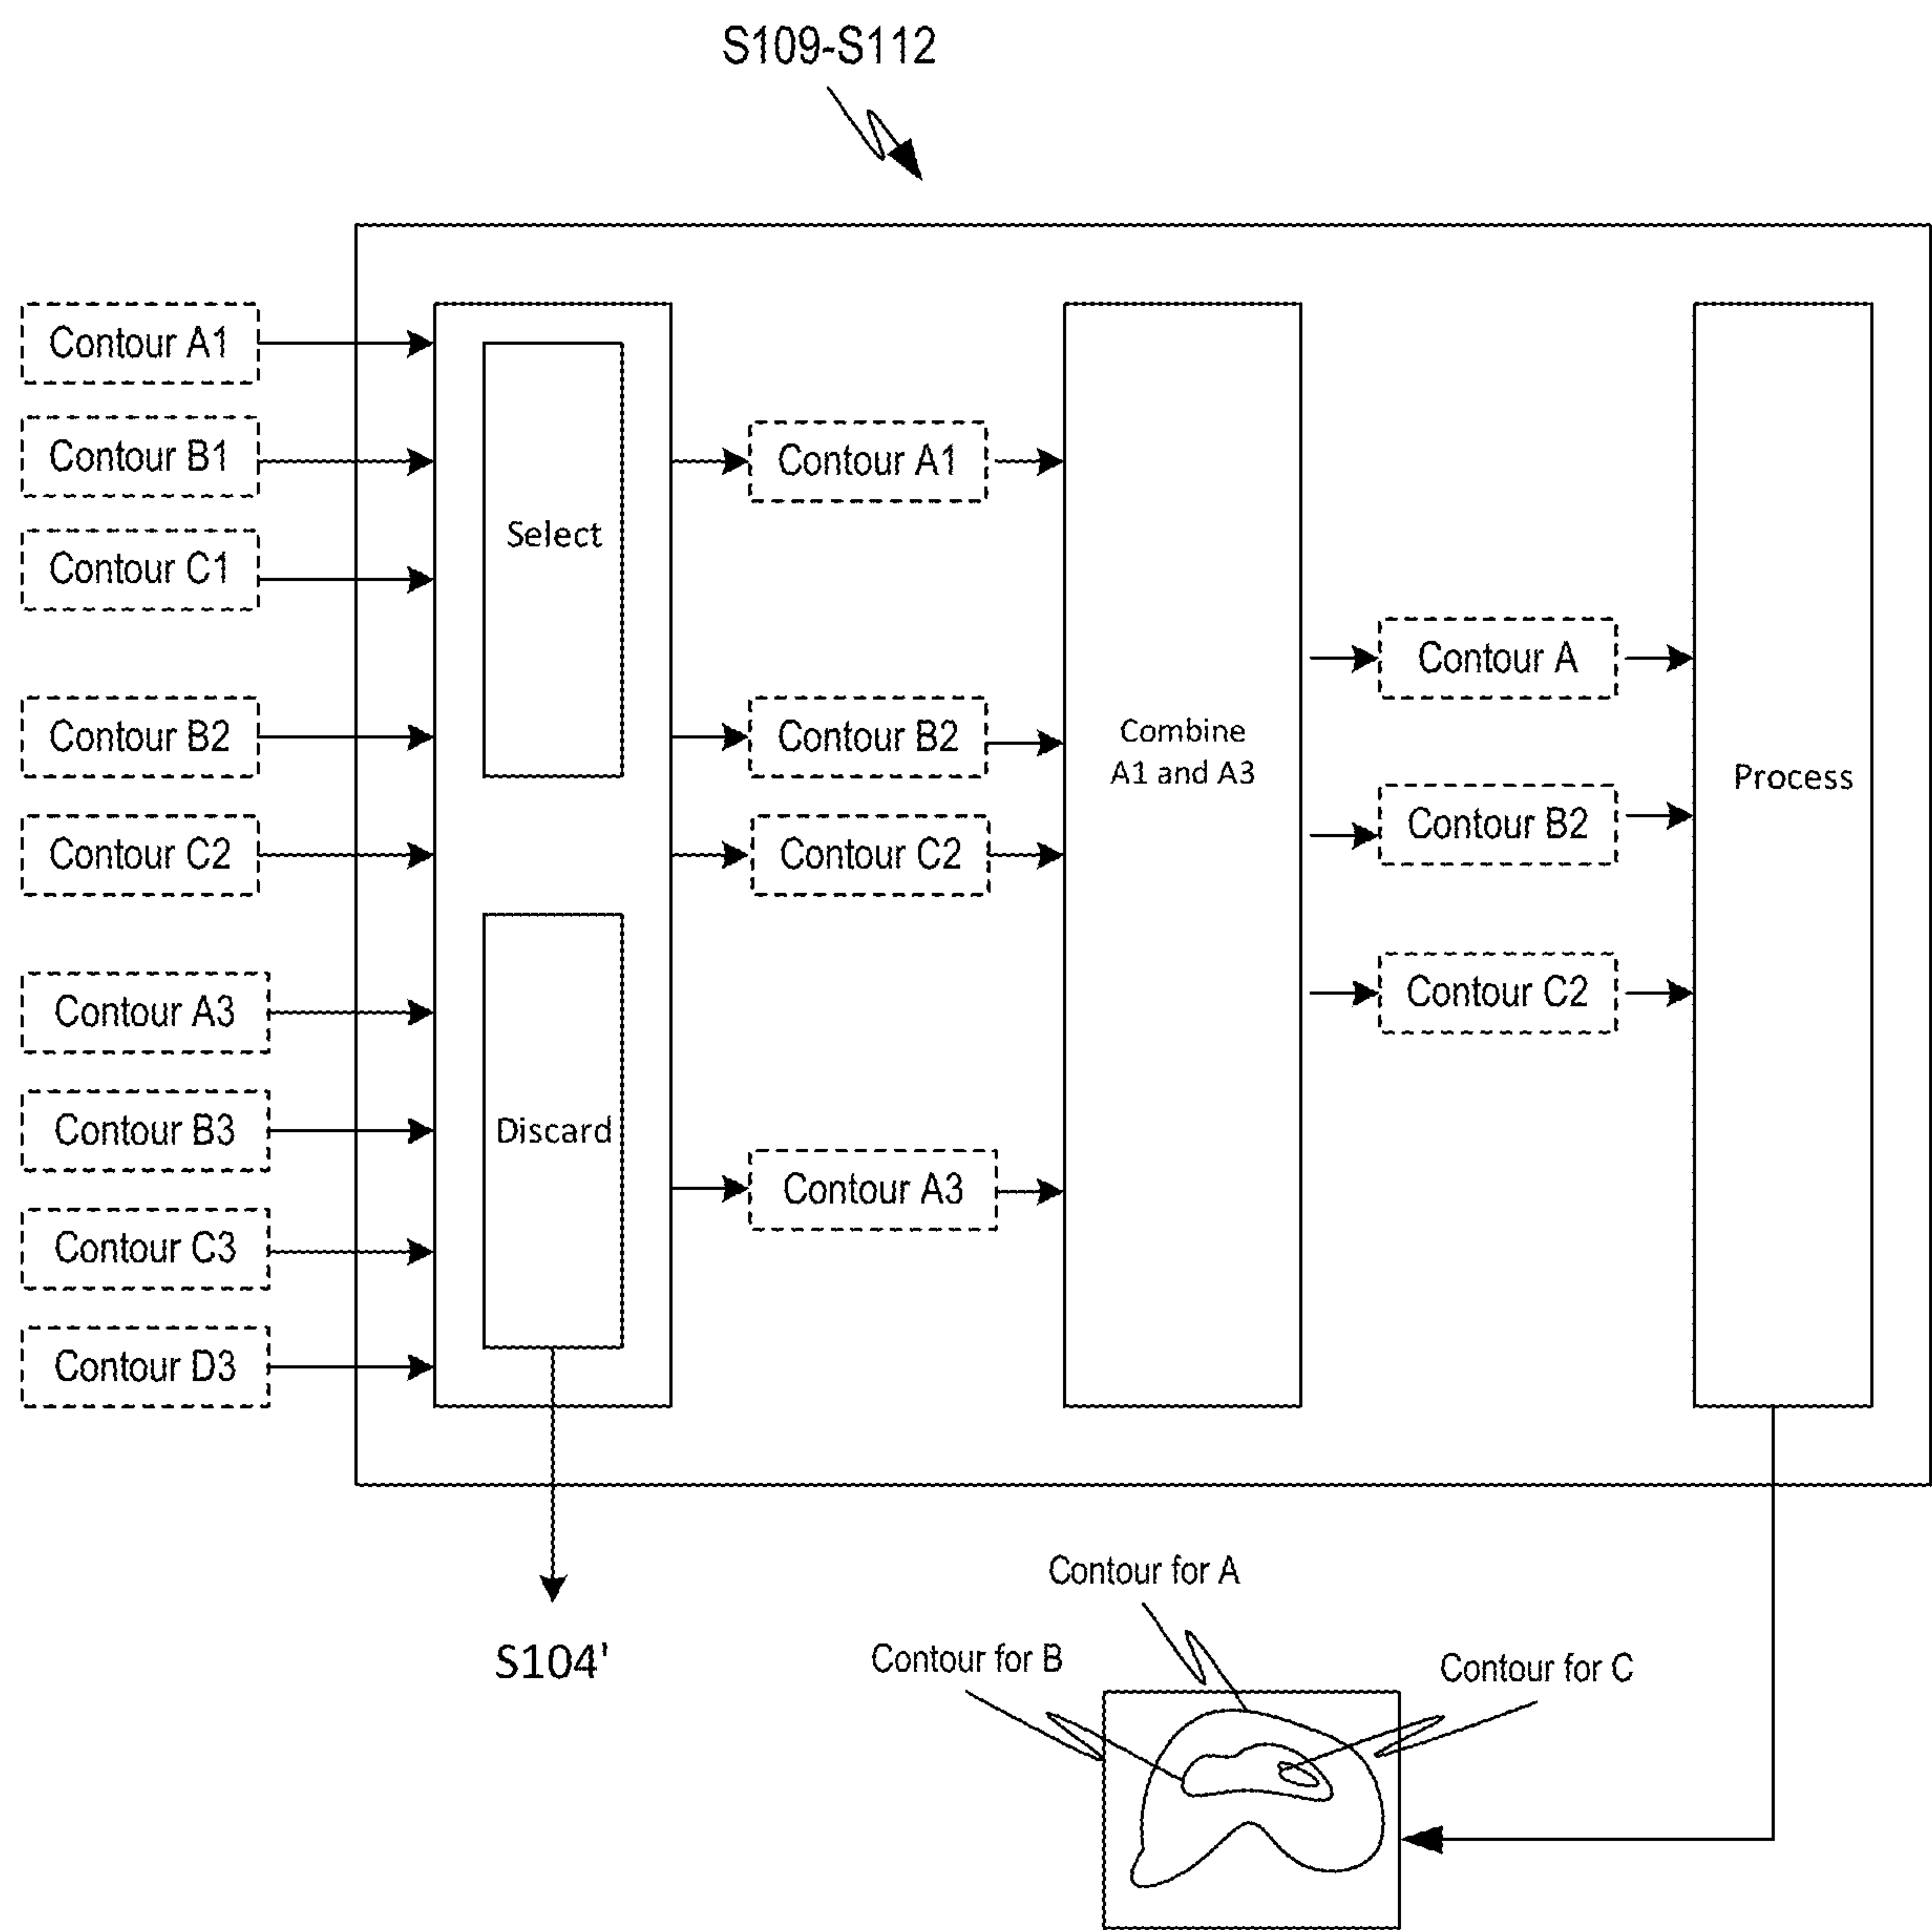 S109-S112
Contour A1
Contour B1
Contour C1
Contour B2
Contour C2
Contour A3
Contour B3
Contour C3
Contour D3
Select
Discard
Contour A1
Contour B2
Contour C2
Contour A3
Combine
A1 and A3
Contour A
Contour B2
Contour C2
Process
S104'
Contour for A
Contour for B
Contour for C